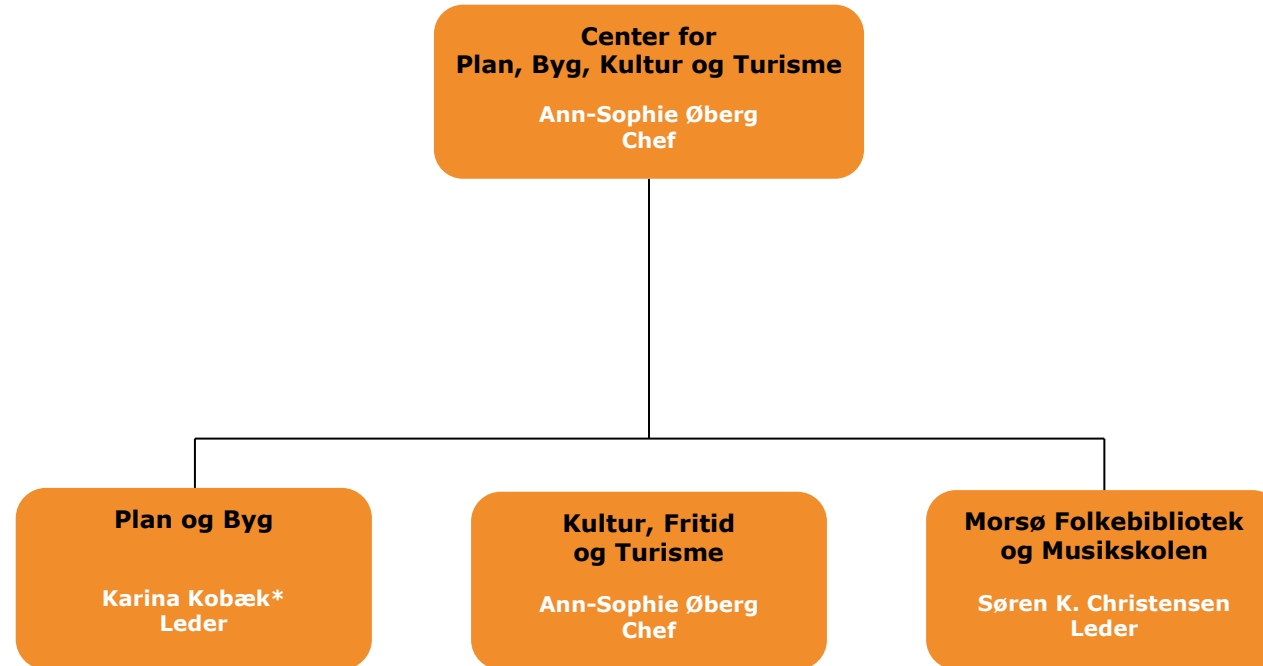 Center for
Plan, Byg, Kultur og Turisme
Ann-Sophie Øberg
Chef
Plan og Byg
Karina Kobæk*
Leder
Kultur, Fritid
og Turisme
Ann-Sophie Øberg
Chef
Morsø Folkebibliotek
og Musikskolen
Søren K. Christensen
Leder